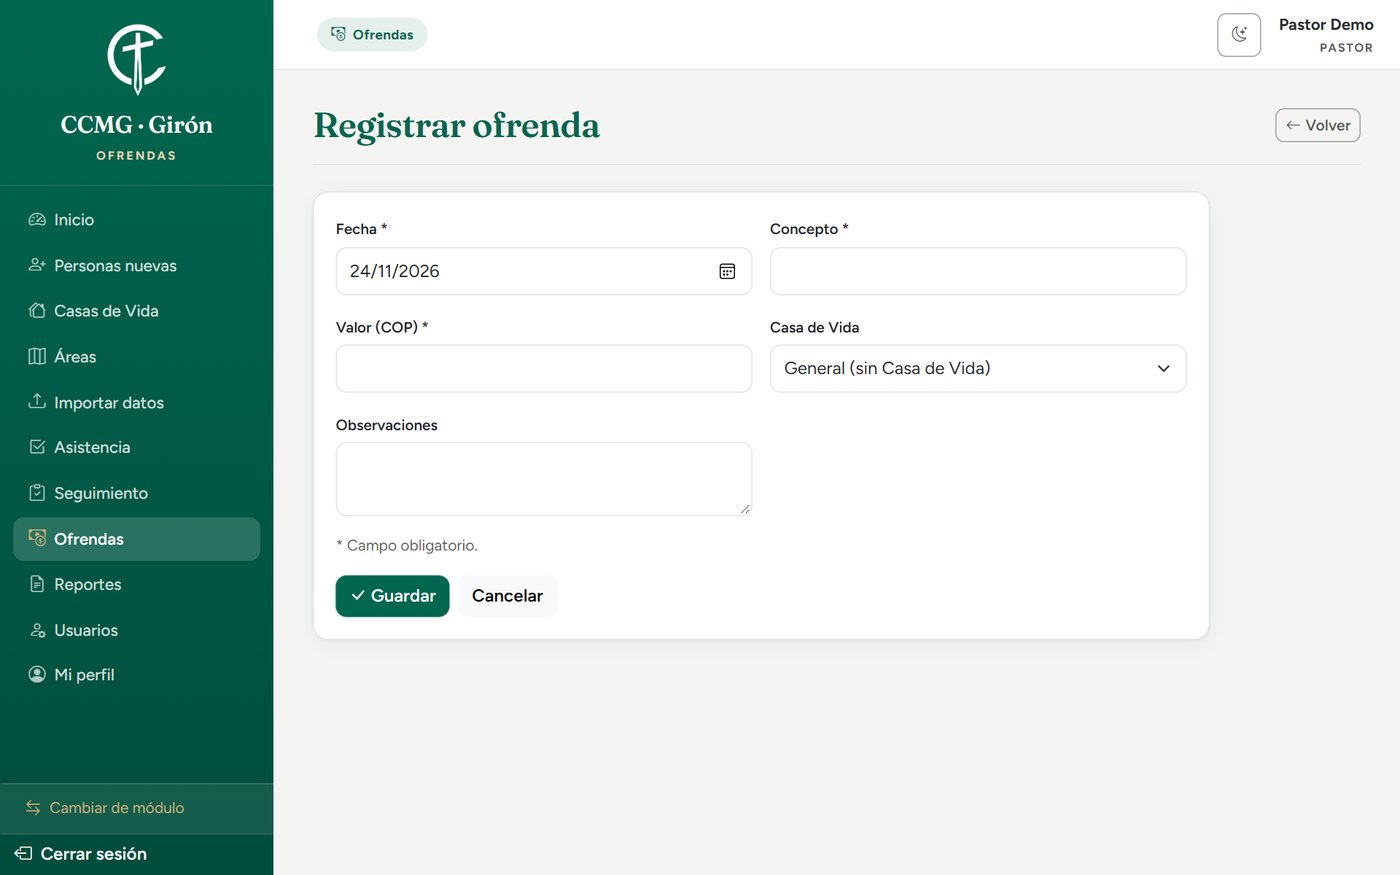 CCMG · Girón
OFRENDAS
Inicio
Personas nuevas
Casas de Vida
Áreas
Importar datos
Asistencia
Seguimiento
Ofrendas
Reportes
Usuarios
Mi perfil
Cambiar de módulo
Cerrar sesión
Ofrendas
Pastor Demo
PASTOR
Registrar ofrenda
← Volver
Fecha *
24/11/2026
Concepto *
Valor (COP) *
Casa de Vida
General (sin Casa de Vida)
Observaciones
* Campo obligatorio.
Guardar
Cancelar